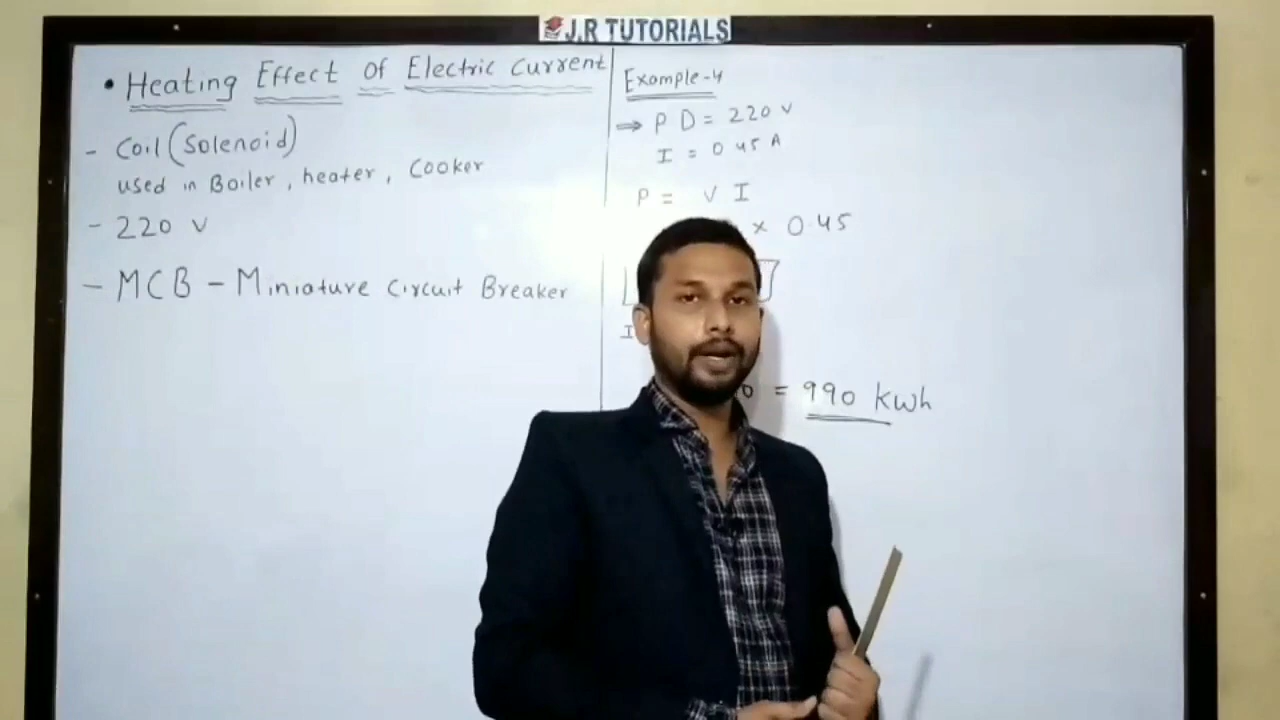 J.R TUTORIALS
• Heating Effect Of Electric Current
- Coil (Solenoid)
used in Boiler, heater, Cooker
- 220 V
- MCB - Miniature Circuit Breaker
Example-4
⇒ P D = 220 V
I = 0.45 A
P = V I
× 0.45
I
0 = 990 kwh